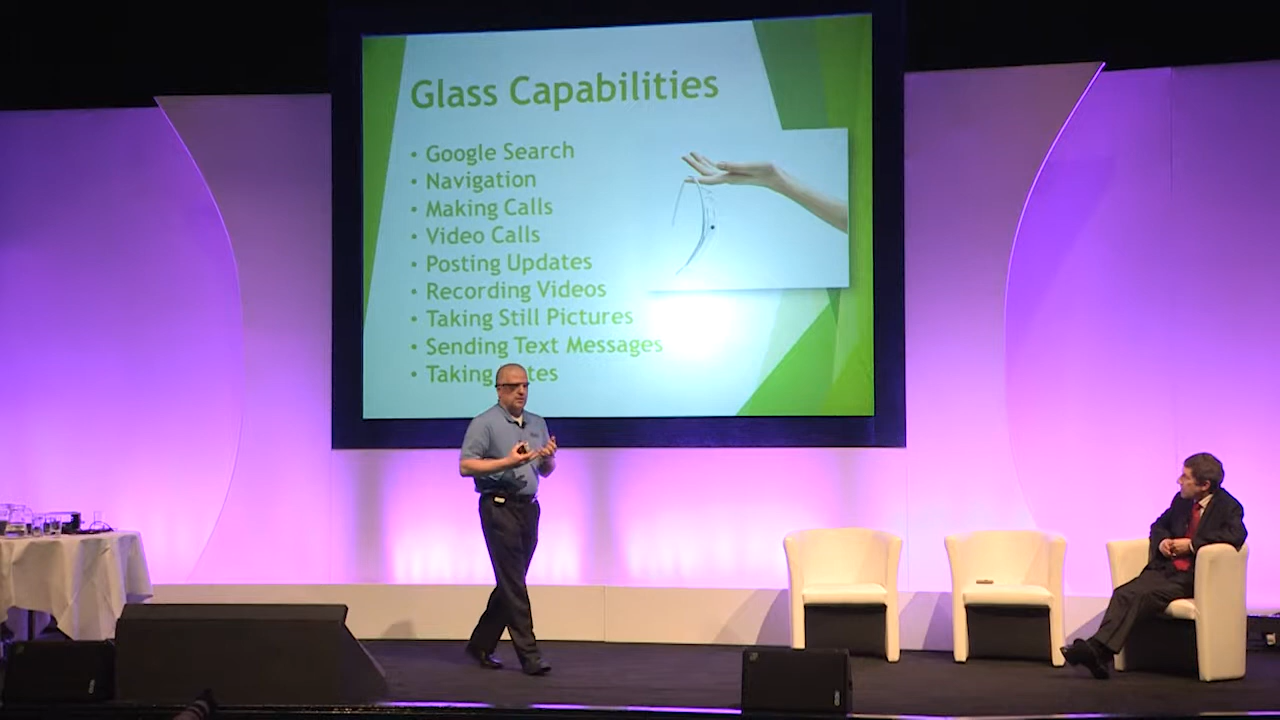 Glass Capabilities
• Google Search
• Navigation
• Making Calls
• Video Calls
• Posting Updates
• Recording Videos
• Taking Still Pictures
• Sending Text Messages
• Taking